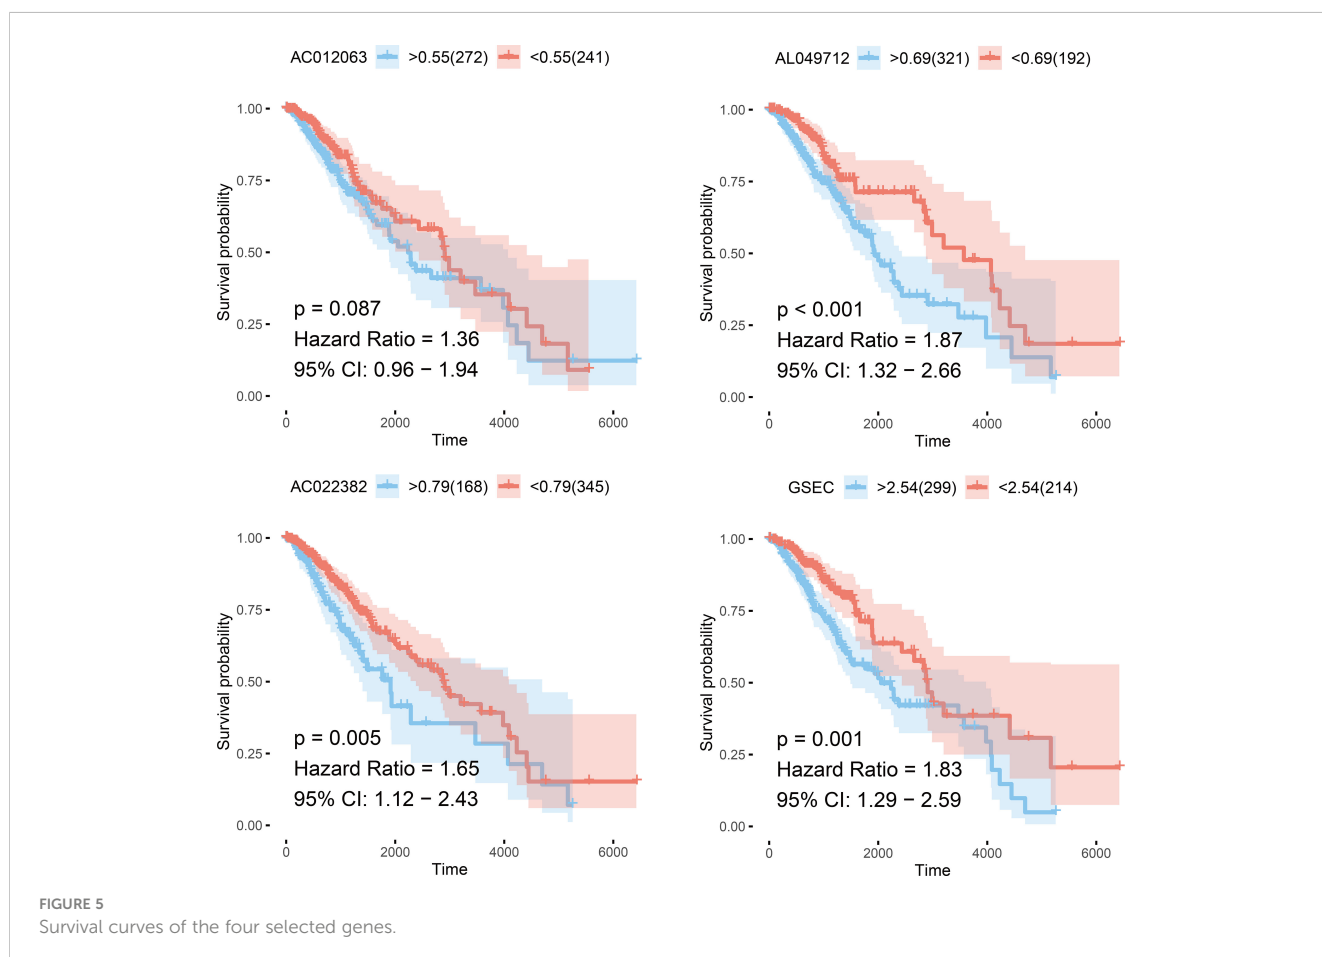 AC012063 >0.55(272) <0.55(241)
1.00
0.75
0.50
0.25
0.00
Survival probability
p = 0.087
Hazard Ratio = 1.36
95% CI: 0.96 − 1.94
0 2000 4000 6000
Time
AL049712 >0.69(321) <0.69(192)
1.00
0.75
0.50
0.25
0.00
Survival probability
p < 0.001
Hazard Ratio = 1.87
95% CI: 1.32 − 2.66
0 2000 4000 6000
Time
AC022382 >0.79(168) <0.79(345)
1.00
0.75
0.50
0.25
0.00
Survival probability
p = 0.005
Hazard Ratio = 1.65
95% CI: 1.12 − 2.43
0 2000 4000 6000
Time
GSEC >2.54(299) <2.54(214)
1.00
0.75
0.50
0.25
0.00
Survival probability
p = 0.001
Hazard Ratio = 1.83
95% CI: 1.29 − 2.59
0 2000 4000 6000
Time
FIGURE 5
Survival curves of the four selected genes.